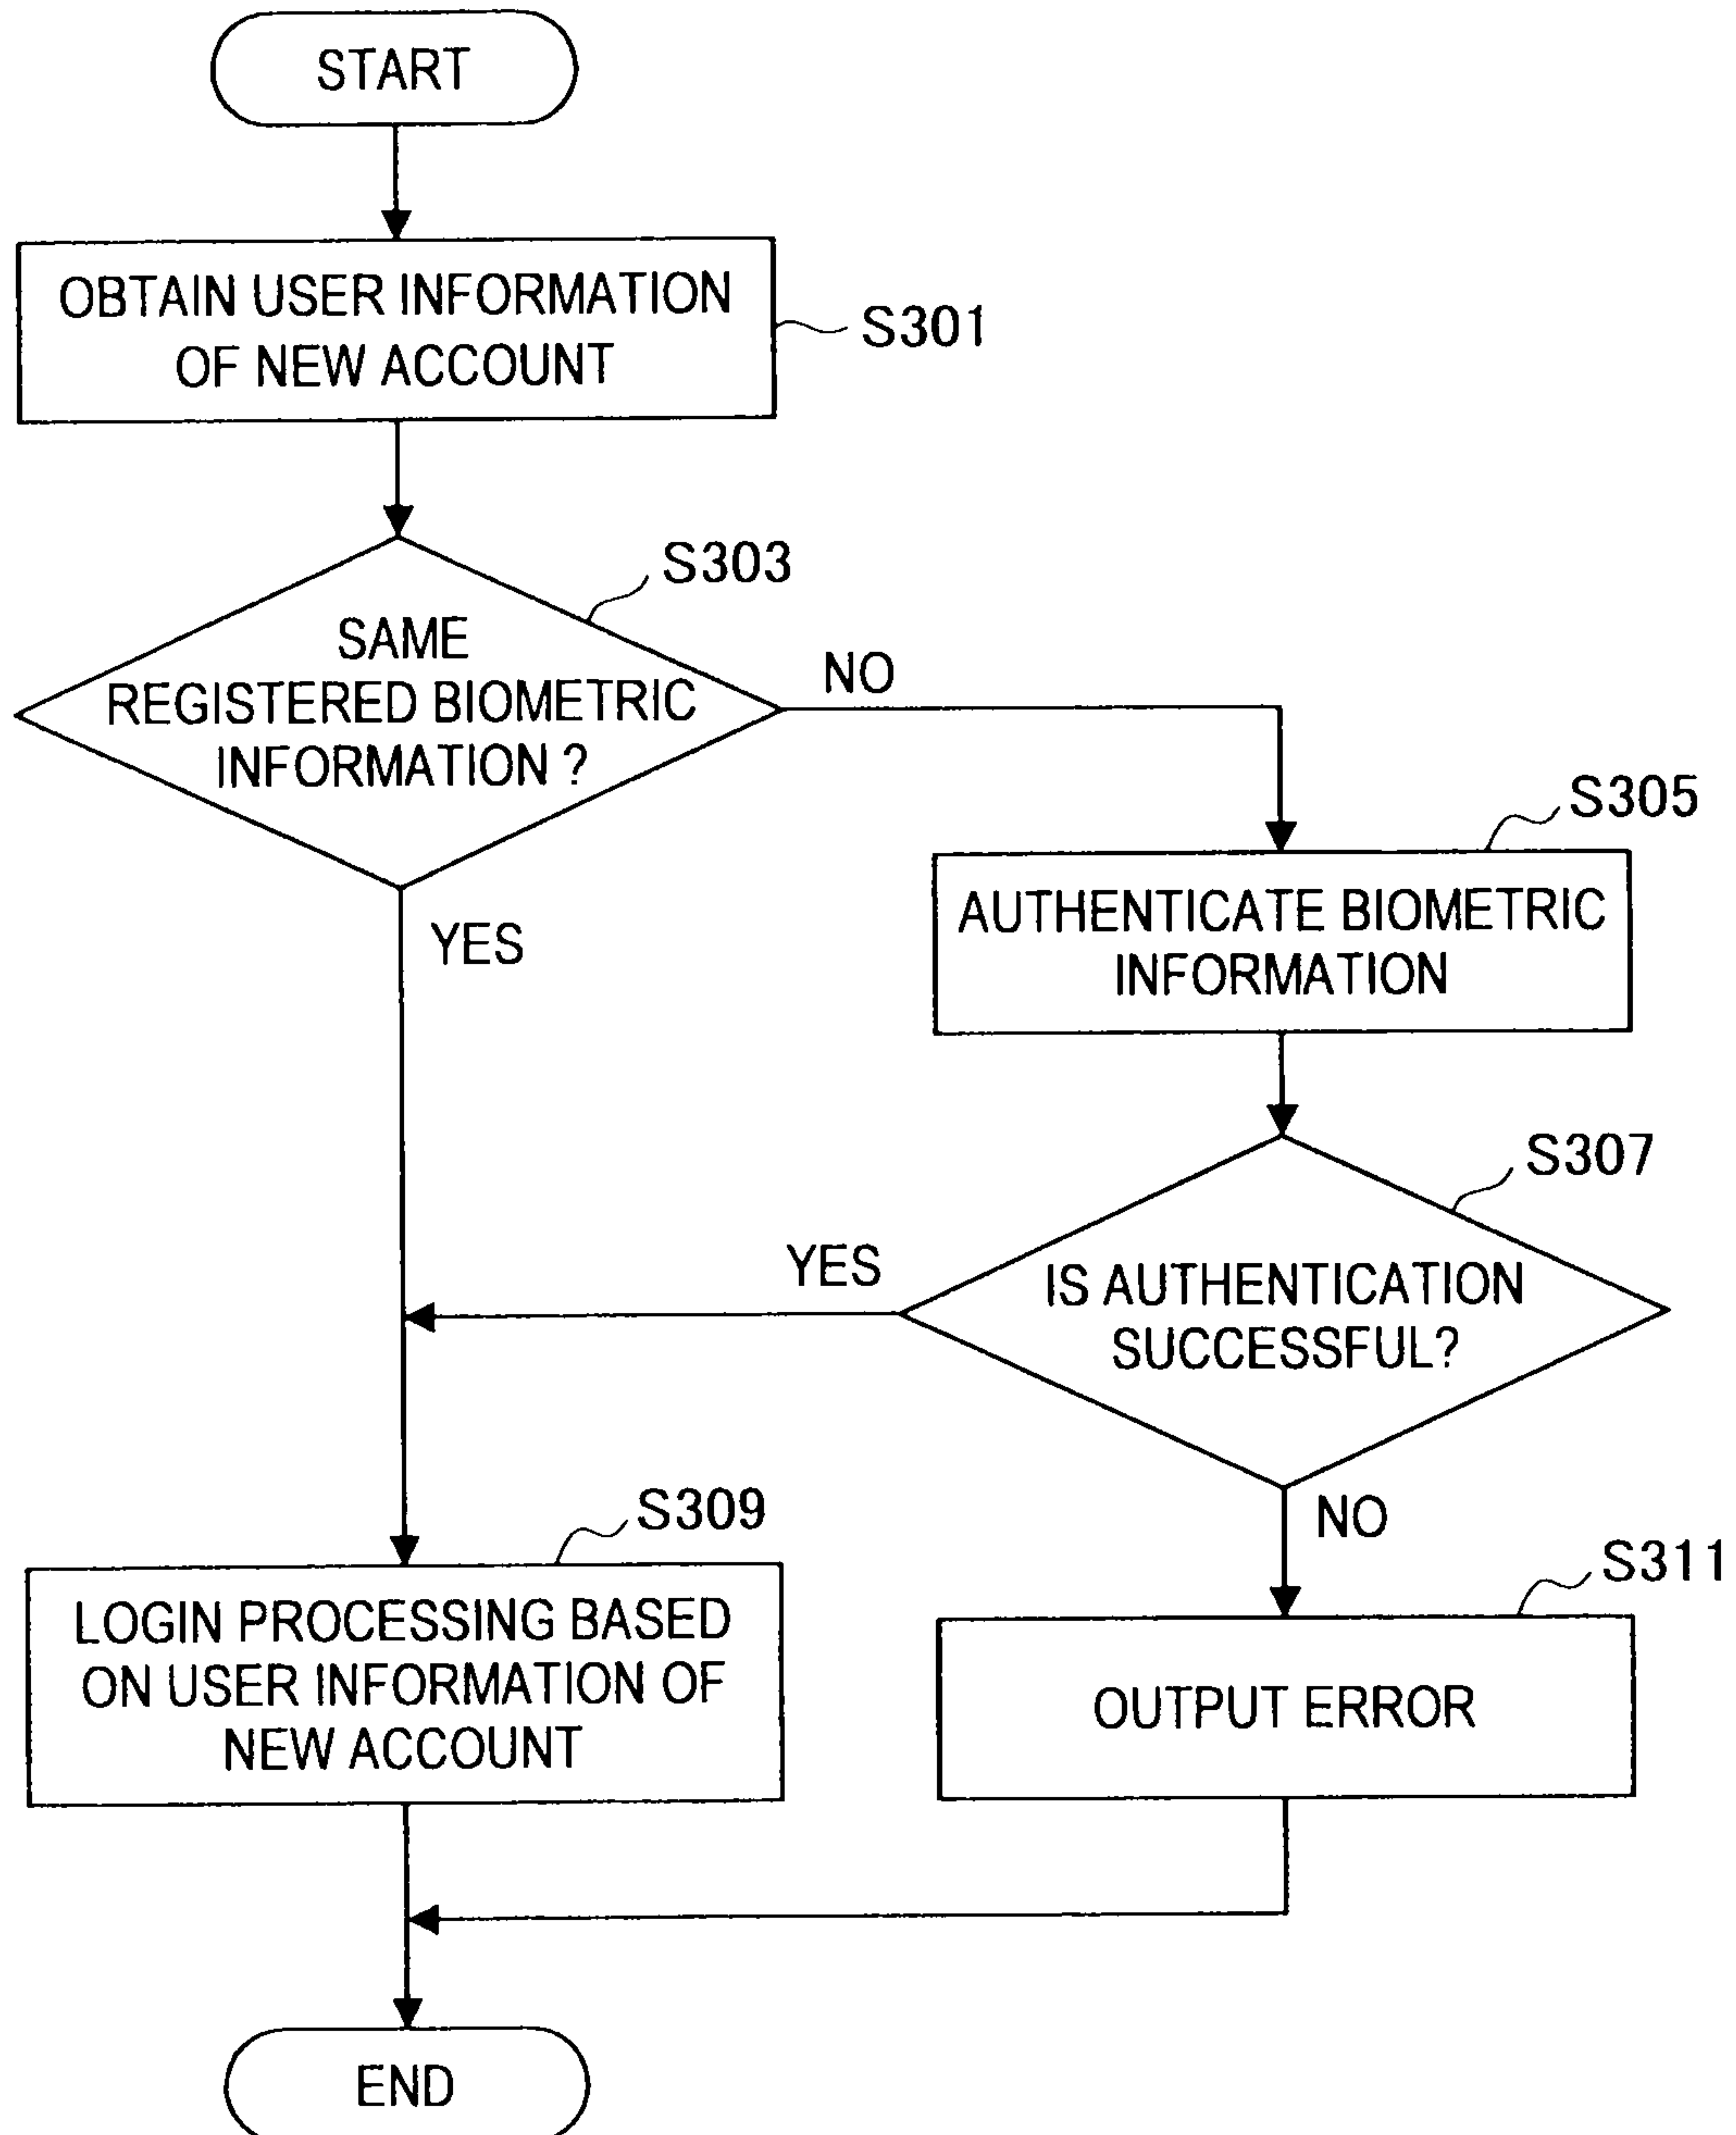 START
OBTAIN USER INFORMATION
OF NEW ACCOUNT
S301
S303
SAME
REGISTERED BIOMETRIC
INFORMATION ?
NO
YES
S305
AUTHENTICATE BIOMETRIC
INFORMATION
S307
IS AUTHENTICATION
SUCCESSFUL?
YES
NO
S309
LOGIN PROCESSING BASED
ON USER INFORMATION OF
NEW ACCOUNT
S311
OUTPUT ERROR
END